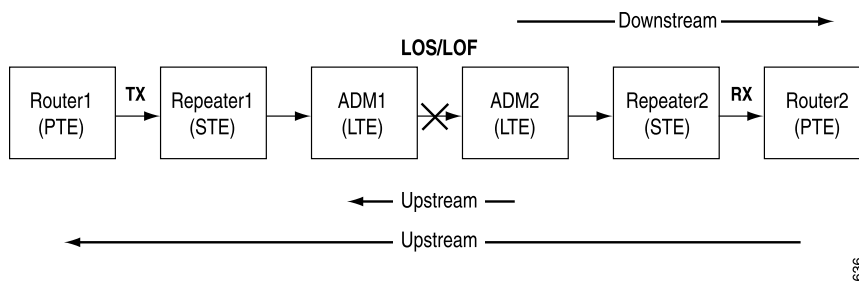 Downstream
LOS/LOF
Router1
(PTE)
TX
Repeater1
(STE)
ADM1
(LTE)
ADM2
(LTE)
Repeater2
(STE)
RX
Router2
(PTE)
Upstream
Upstream
636